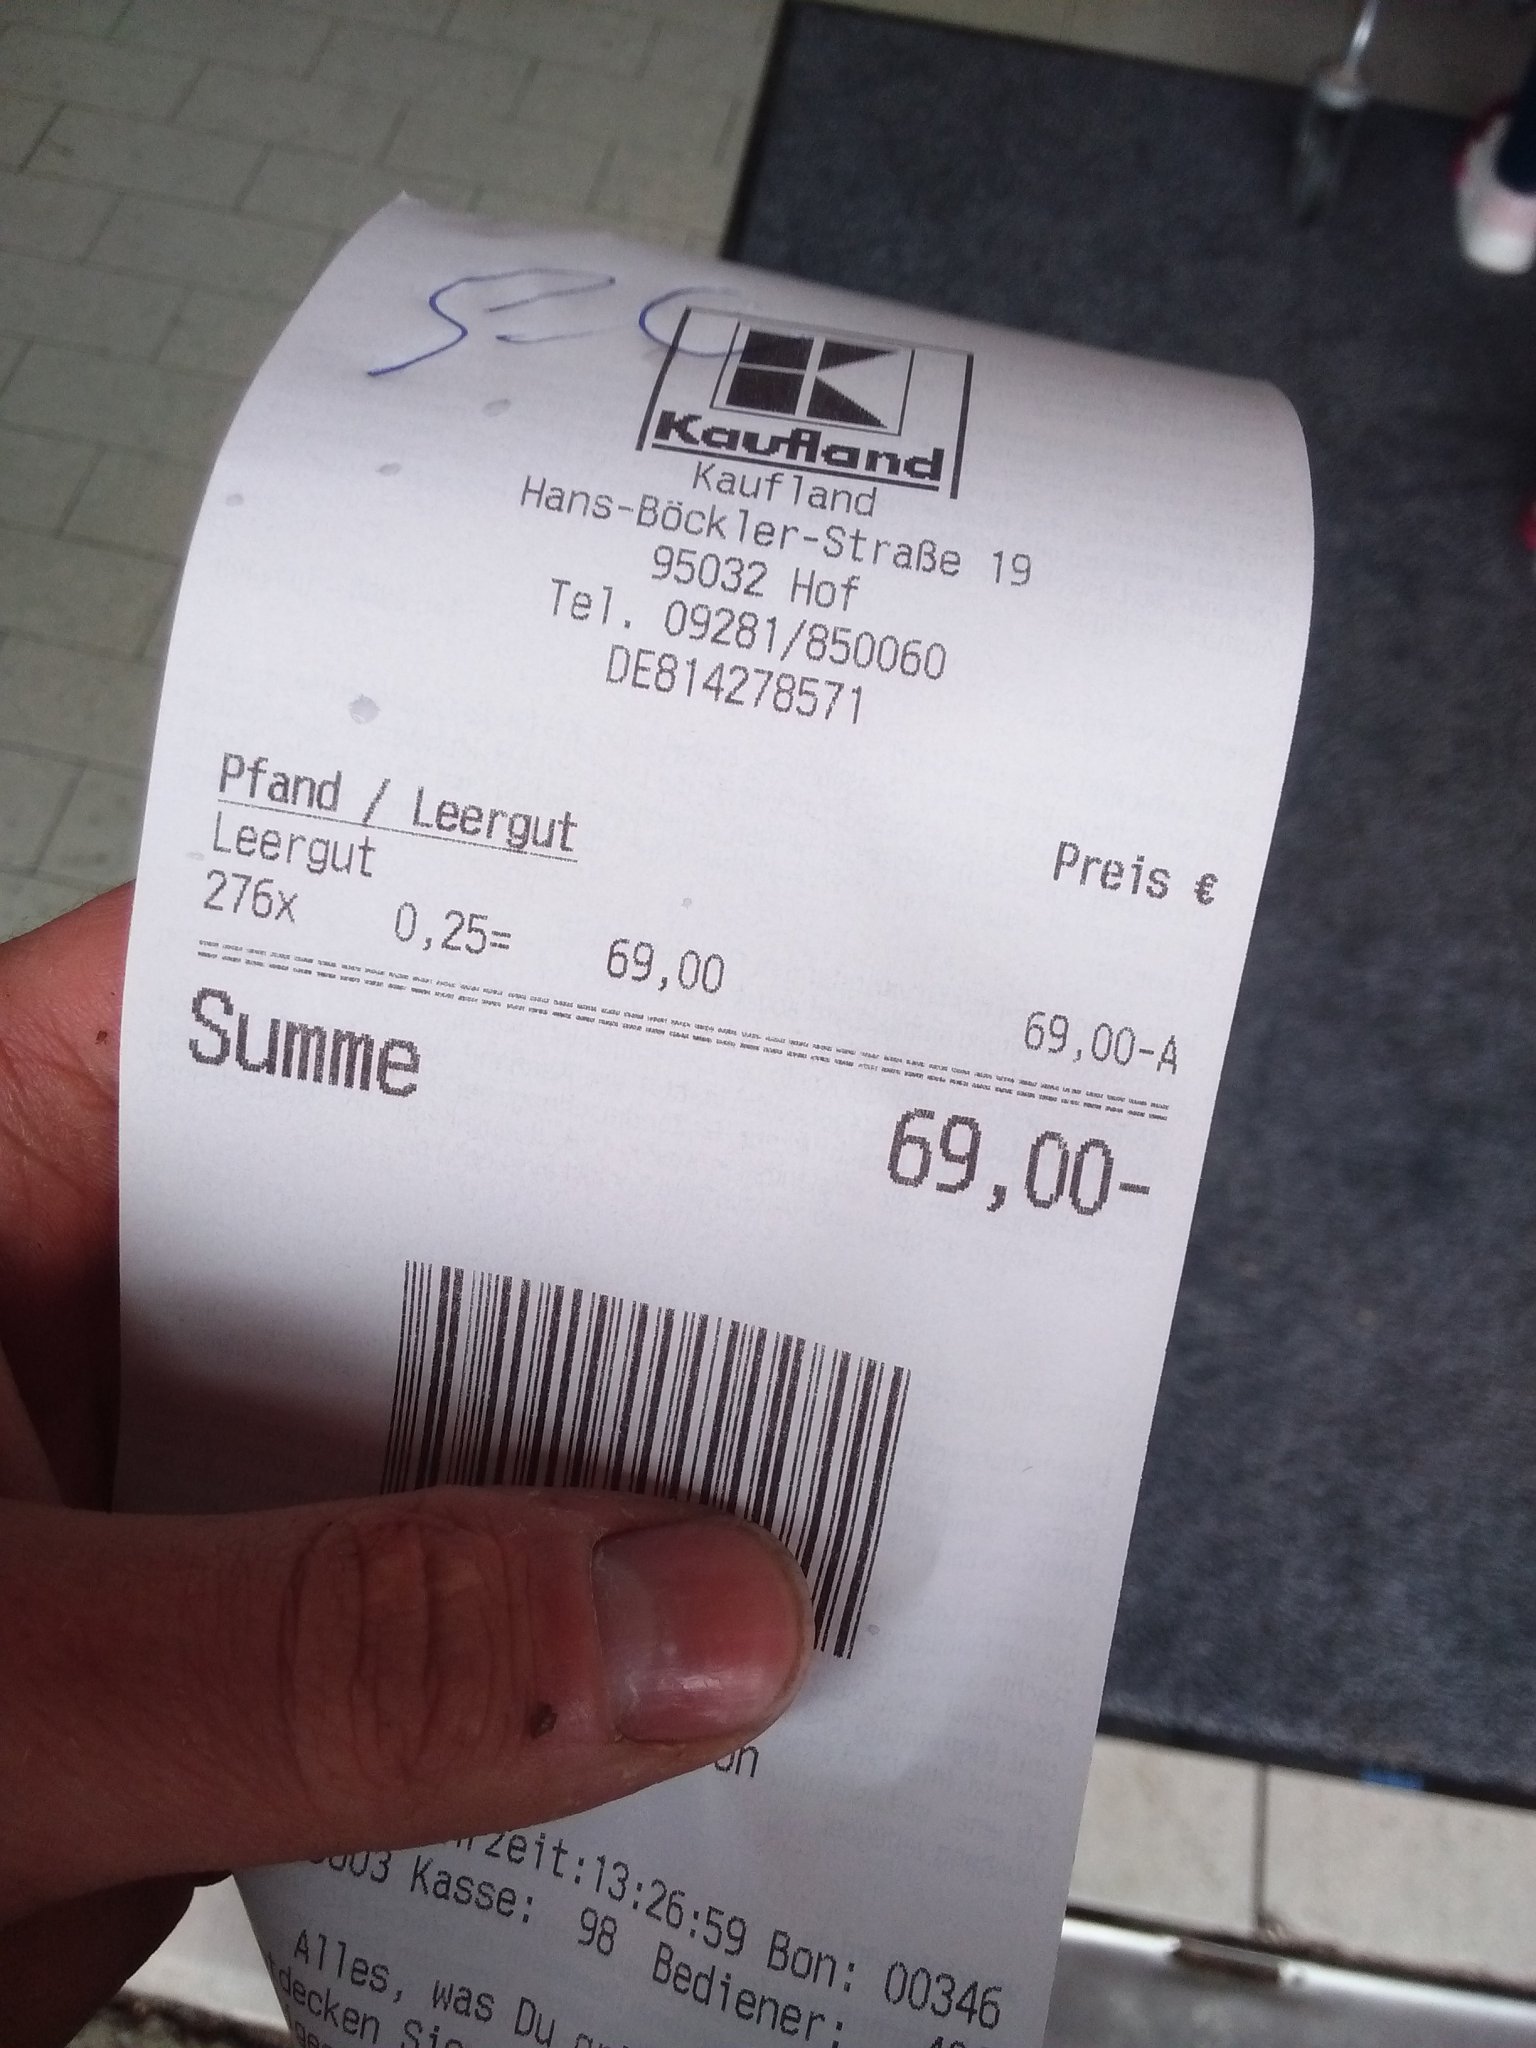 Kaufland
Kaufland
Hans-Böckler-Straße 19
95032 Hof
Tel. 09281/850060
DE814278571
Preis €
Pfand / Leergut
Leergut
276x 0,25= 69,00 69,00-A
Summe 69,00-
zeit:13:26:59 Bon: 00346
Kasse: 98 Bediener:
Alles, was Du